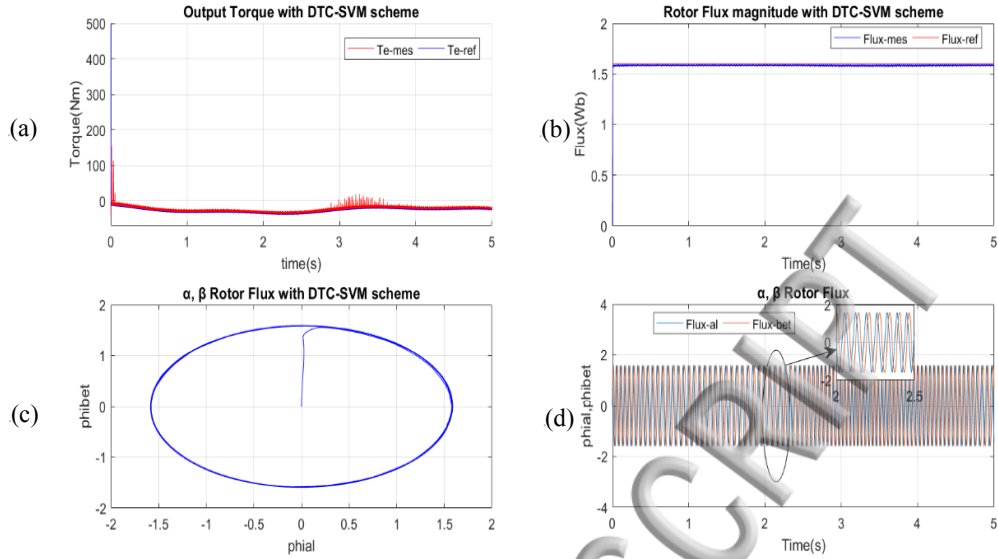 Output Torque with DTC-SVM scheme
Te-mes Te-ref
(a)
Torque(Nm)
500
400
300
200
100
0
0 1 2 3 4 5
time(s)
Rotor Flux magnitude with DTC-SVM scheme
Flux-mes Flux-ref
(b)
Flux(Wb)
2
1.5
1
0.5
0
0 1 2 3 4 5
Time(s)
α, β Rotor Flux with DTC-SVM scheme
(c)
phibet
2
1
0
-1
-2
-2 -1.5 -1 -0.5 0 0.5 1 1.5 2
phial
α, β Rotor Flux
Flux-al Flux-bet
(d)
phial,phibet
4
2
0
-2
-4
0 1 2 3 4 5
Time(s)
2
0
-2
2 2.5
CRIPT